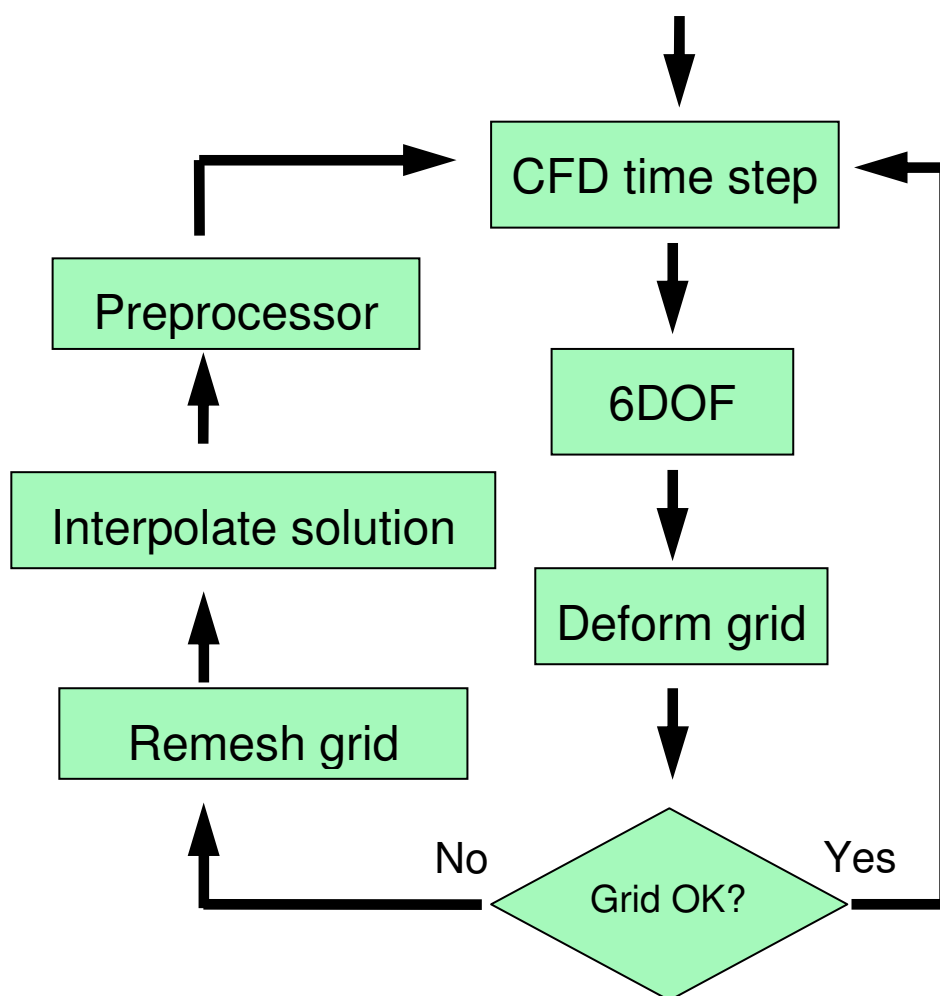 CFD time step
Preprocessor
6DOF
Interpolate solution
Deform grid
Remesh grid
No
Yes
Grid OK?